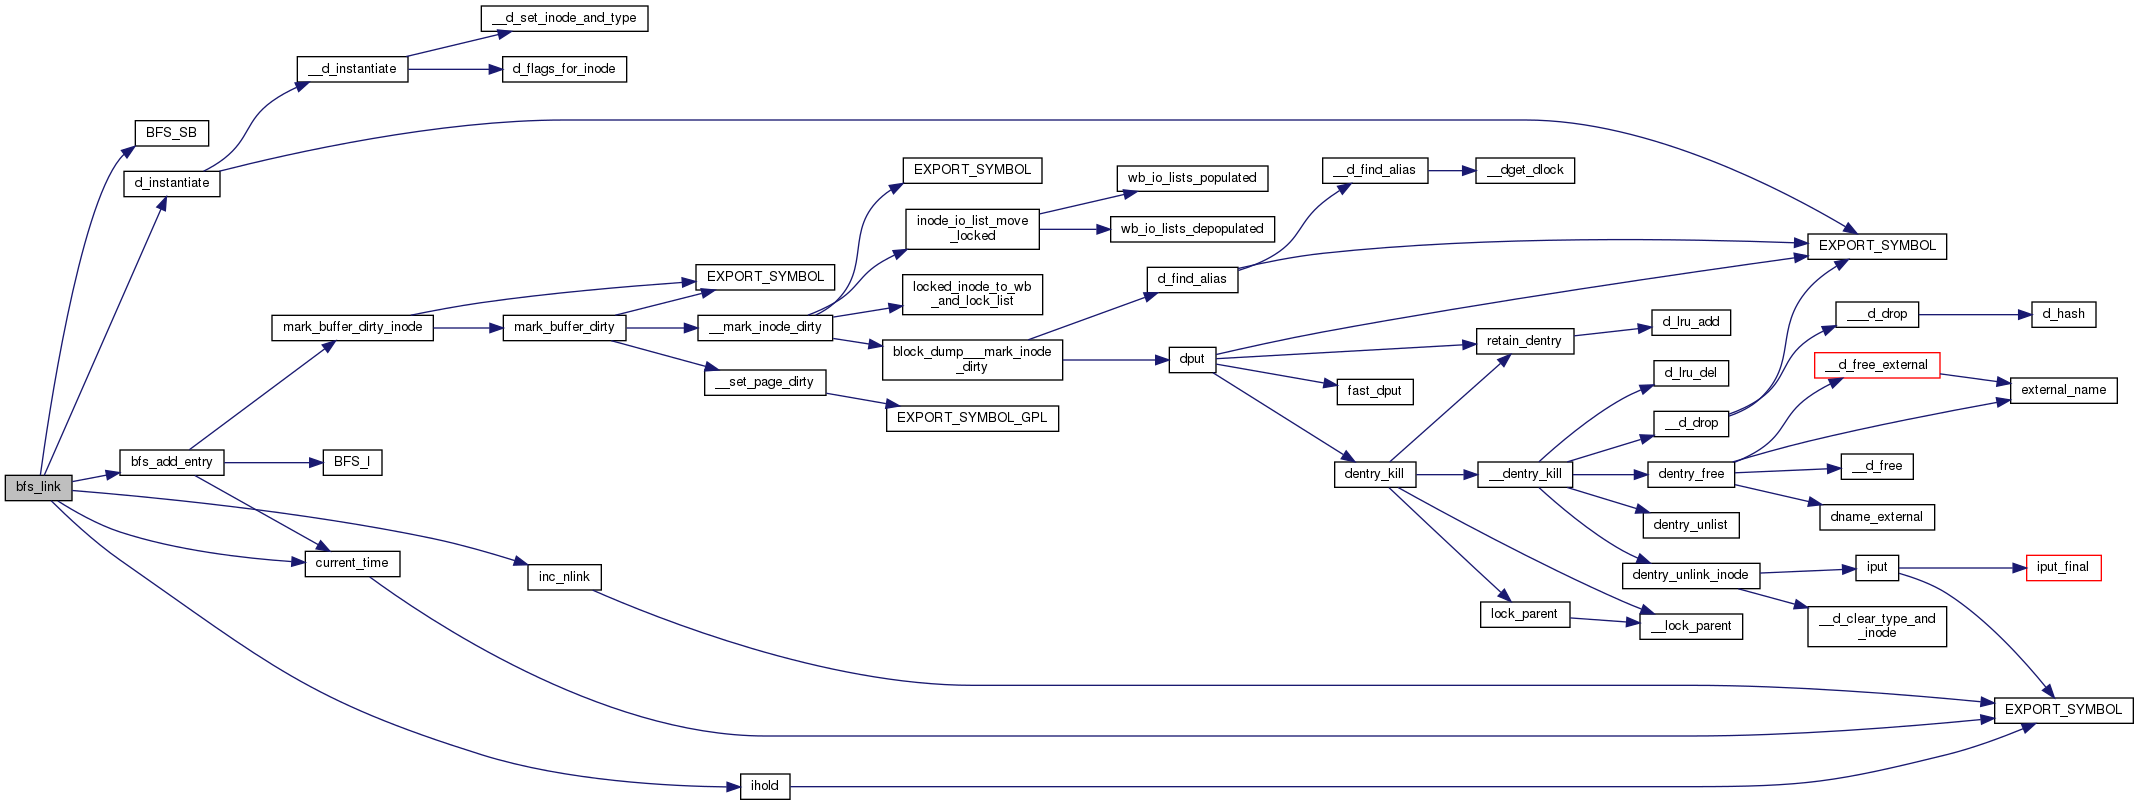 __d_set_inode_and_type
__d_instantiate
d_flags_for_inode
BFS_SB
d_instantiate
EXPORT_SYMBOL
wb_io_lists_populated
__d_find_alias
__dget_dlock
inode_io_list_move
_locked
wb_io_lists_depopulated
EXPORT_SYMBOL
EXPORT_SYMBOL
d_find_alias
locked_inode_to_wb
_and_lock_list
mark_buffer_dirty_inode
mark_buffer_dirty
__mark_inode_dirty
block_dump___mark_inode
_dirty
dput
retain_dentry
d_lru_add
___d_drop
d_hash
__set_page_dirty
EXPORT_SYMBOL_GPL
fast_dput
d_lru_del
__d_free_external
external_name
__d_drop
bfs_link
bfs_add_entry
BFS_I
dentry_kill
__dentry_kill
dentry_free
__d_free
dname_external
dentry_unlist
current_time
inc_nlink
dentry_unlink_inode
iput
iput_final
lock_parent
__lock_parent
__d_clear_type_and
_inode
EXPORT_SYMBOL
ihold